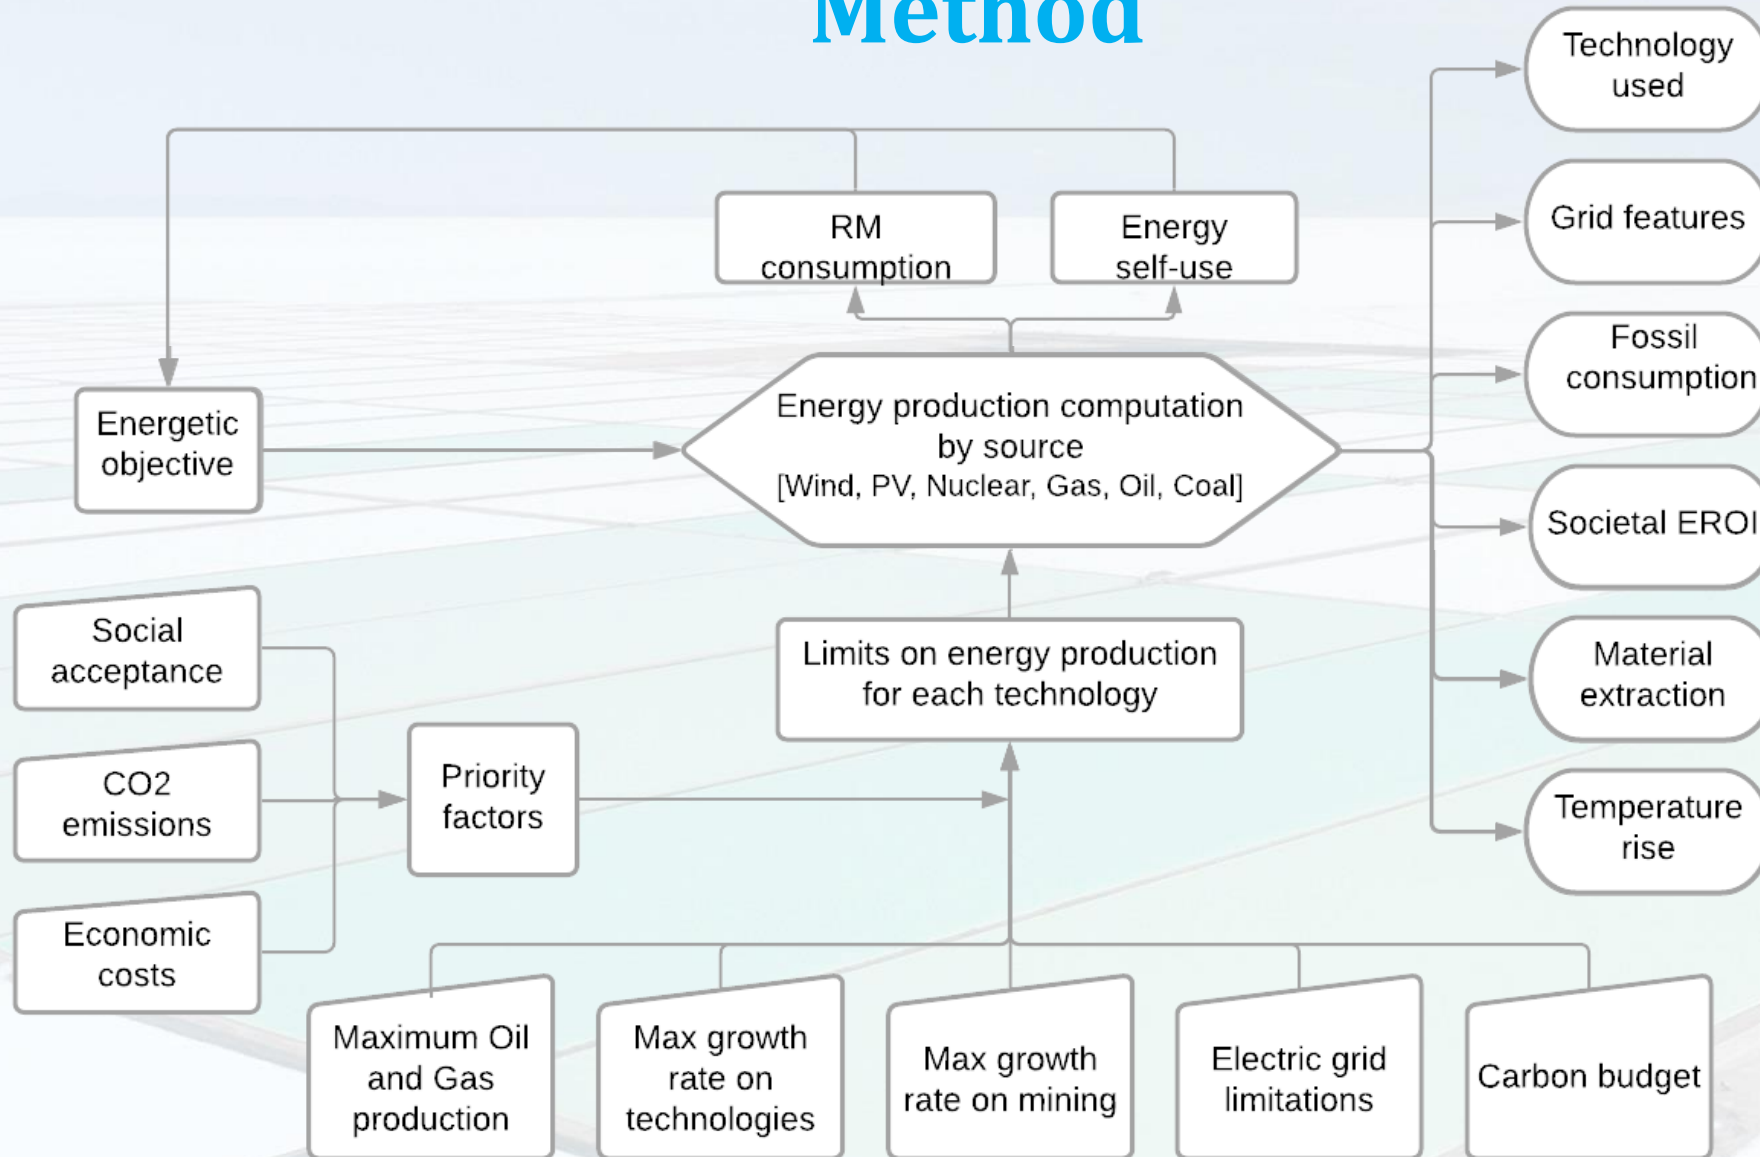 Method
Technology
used
Grid features
RM
consumption
Energy
self-use
Fossil
consumption
Energetic
objective
Energy production computation
by source
[Wind, PV, Nuclear, Gas, Oil, Coal]
Societal EROI
Social
acceptance
Limits on energy production
for each technology
Material
extraction
CO2
emissions
Priority
factors
Temperature
rise
Economic
costs
Maximum Oil
and Gas
production
Max growth
rate on
technologies
Max growth
rate on mining
Electric grid
limitations
Carbon budget